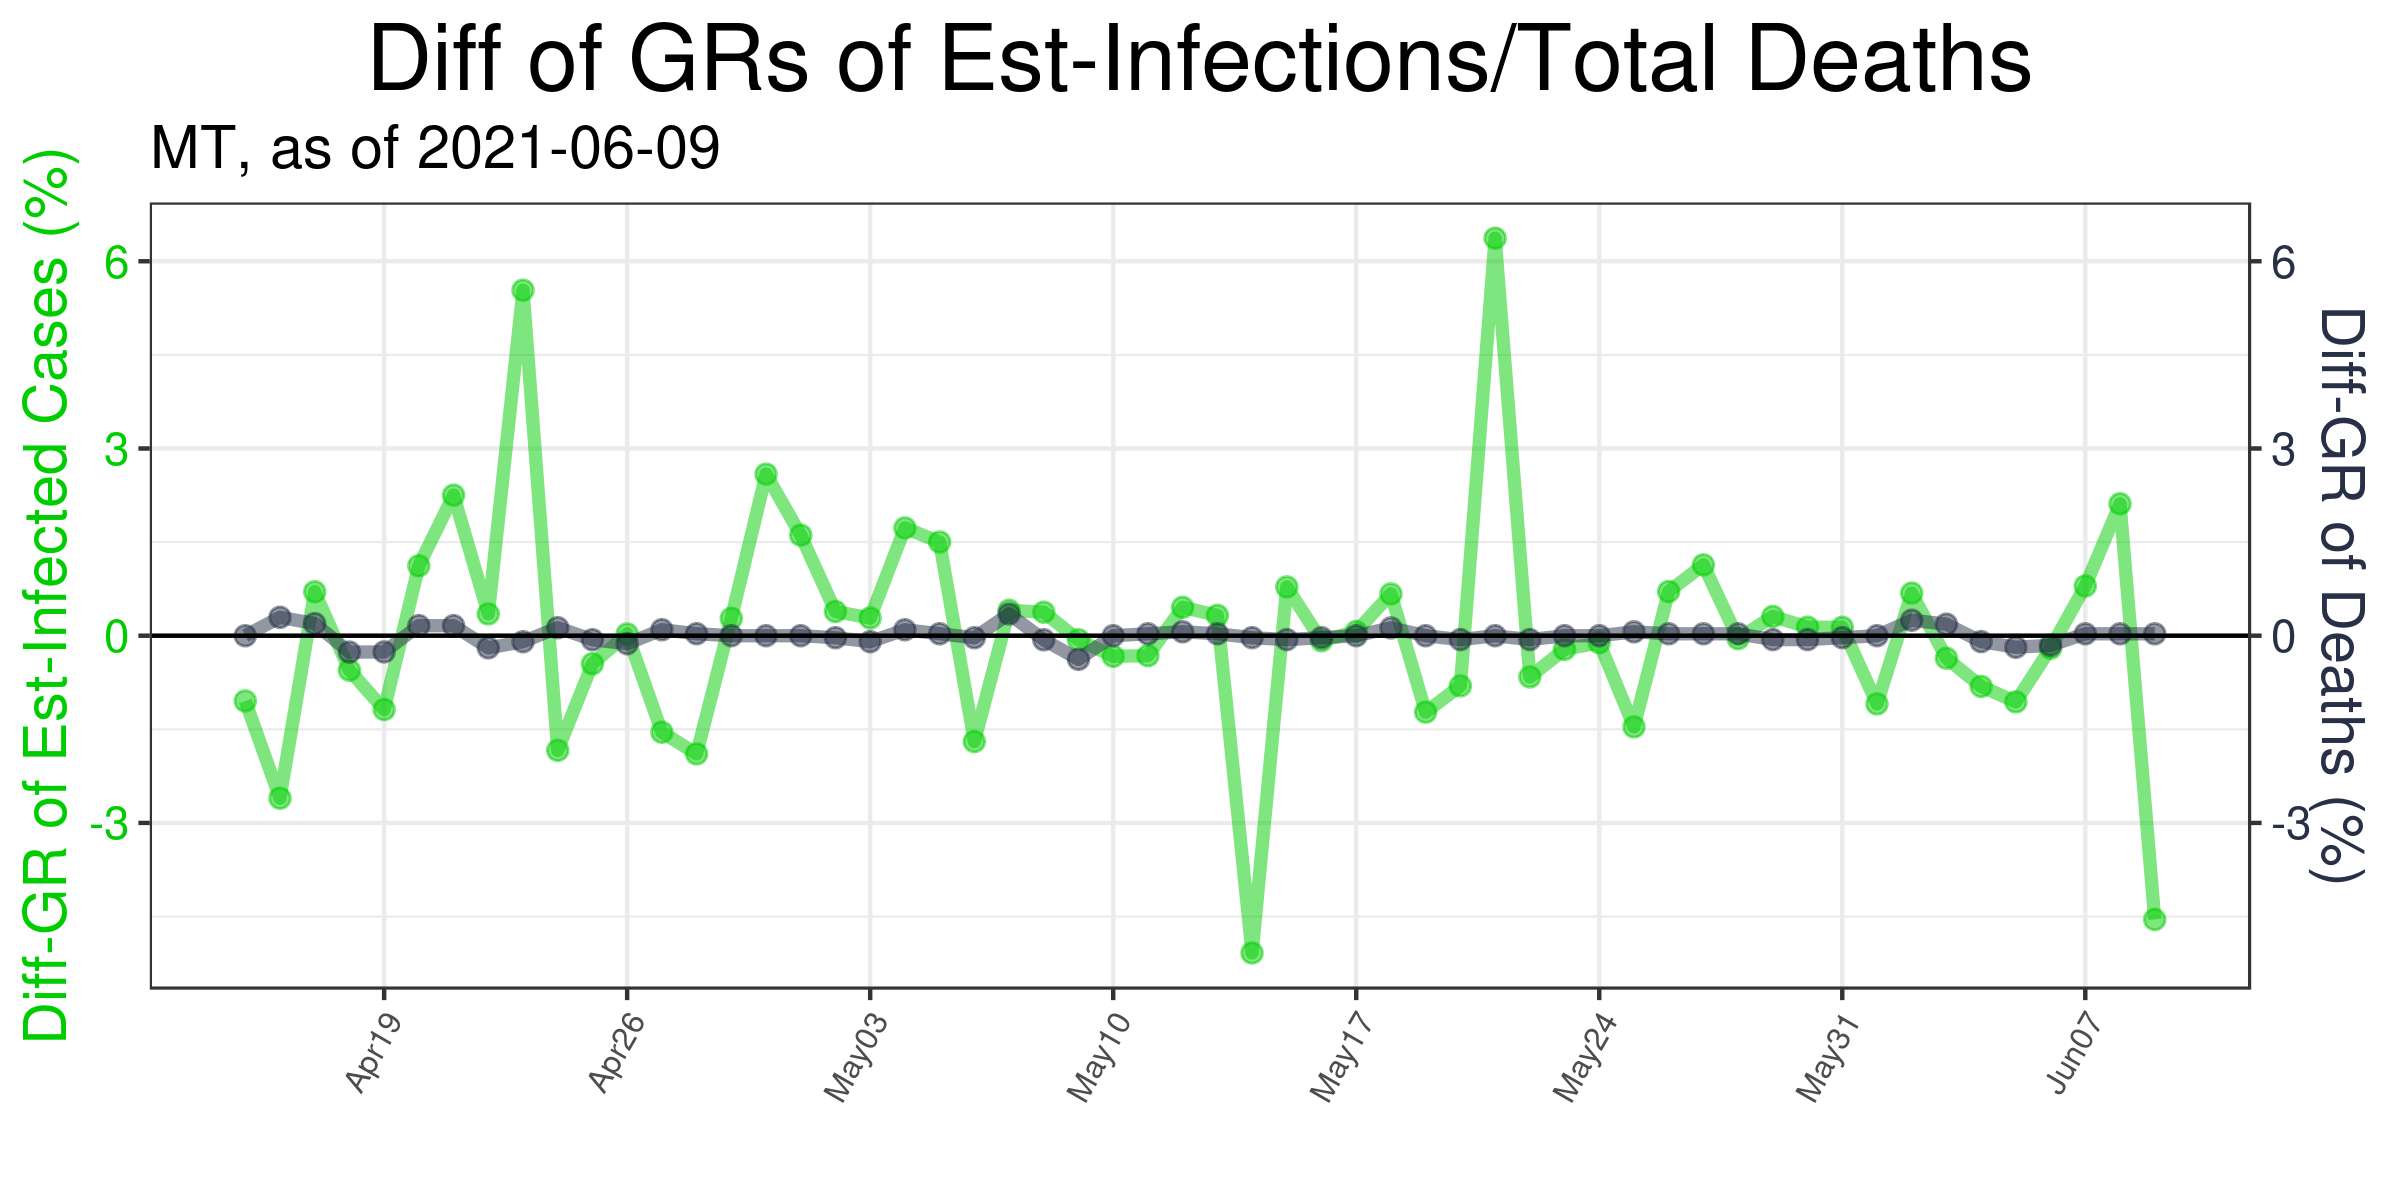 Diff of GRs of Est-Infections/Total Deaths
MT, as of 2021-06-09
Diff-GR of Est-Infected Cases (%)
6
3
0
-3
6
3
0
-3
Diff-GR of Deaths (%)
Apr19
Apr26
May03
May10
May17
May24
May31
Jun07